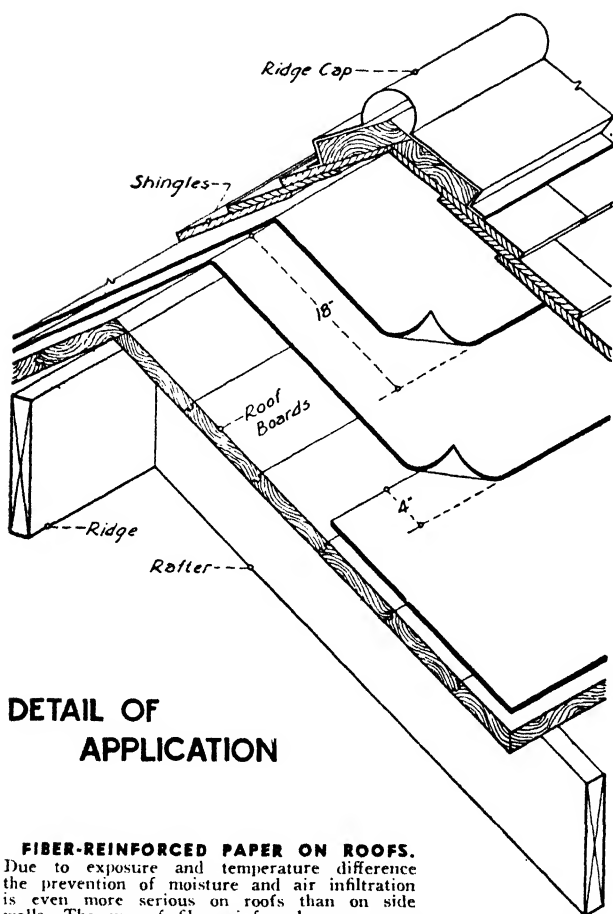 Ridge Cap
Shingles
18"
Roof
Boards
4"
Ridge
Rafter
DETAIL OF
APPLICATION
FIBER-REINFORCED PAPER ON ROOFS.
Due to exposure and temperature difference
the prevention of moisture and air infiltration
is even more serious on roofs than on side